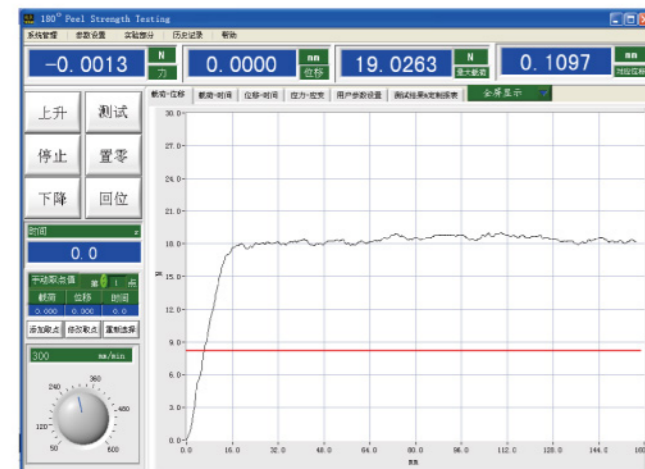 180° Peel Strength Testing
系统管理 参数设置 实验部分 历史记录 帮助
-0.0013 N 力 0.0000 mm 位移 19.0263 N 最大载荷 0.1097 mm 对应位移
载荷-位移 载荷-时间 位移-时间 应力-应变 用户参数设置 测试结果&定制报表 全屏显示
上升 测试
停止 置零
下降 回位
时间 s
0.0
手动取点值 第 1 点
载荷 位移 时间
0.000 0.000 0.0
添加取点 修改取点 重新选择
300 mm/min
360
240
480
120
50 600
30.0
27.0
24.0
21.0
18.0
N 15.0
12.0
9.0
6.0
3.0
0.0
0.0 16.0 32.0 48.0 64.0 80.0 96.0 112.0 128.0 144.0 160
mm